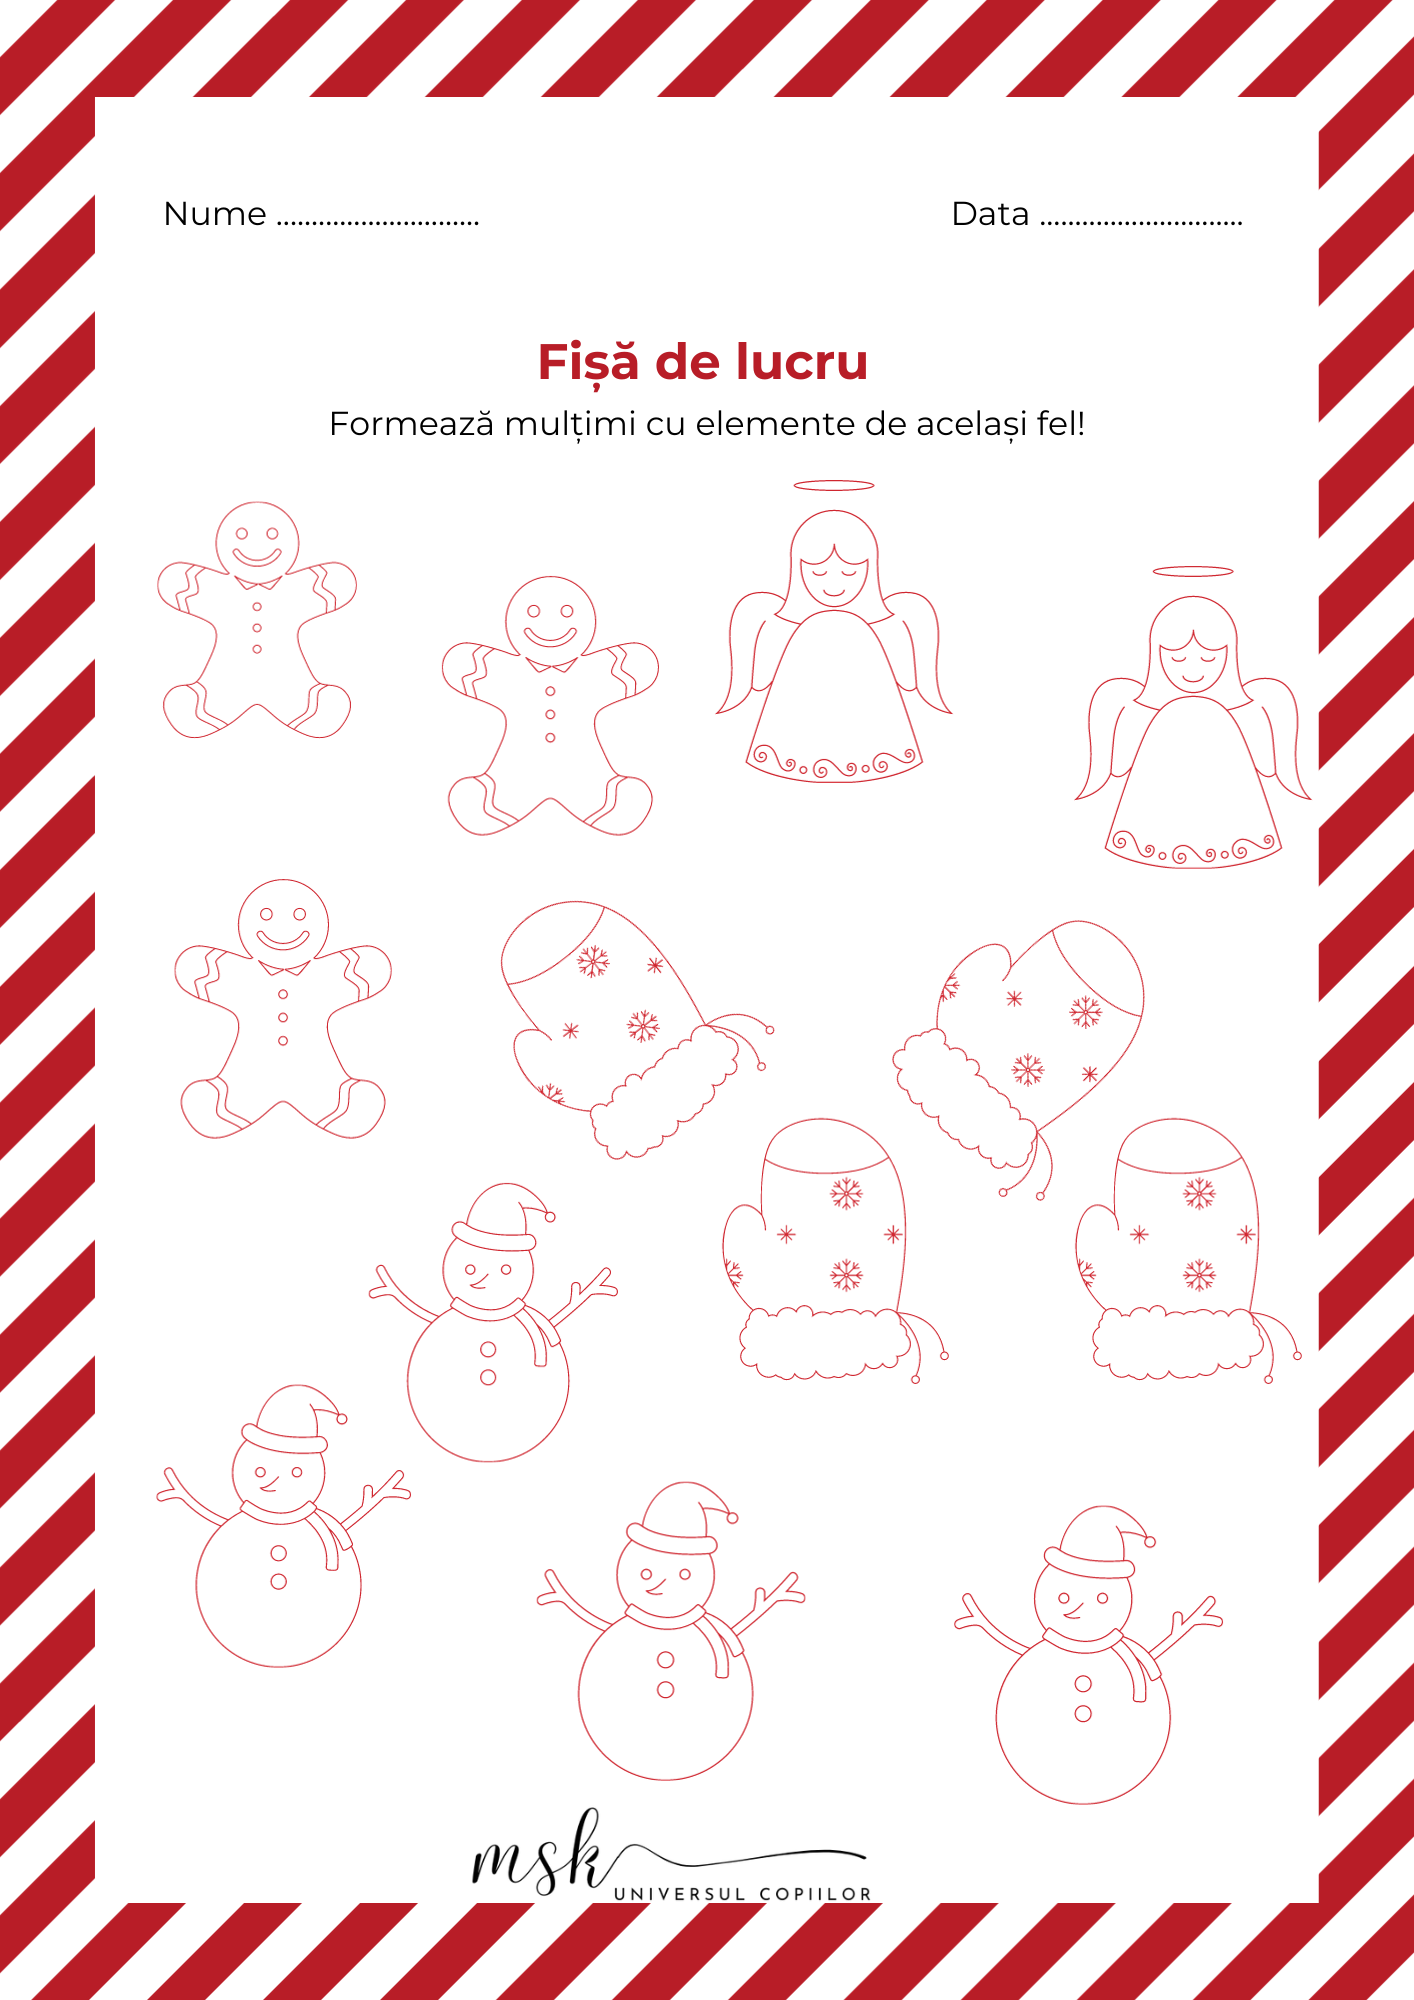 Nume .............................
Data .............................
Fișă de lucru
Formează mulțimi cu elemente de același fel!
msk
UNIVERSUL COPIILOR